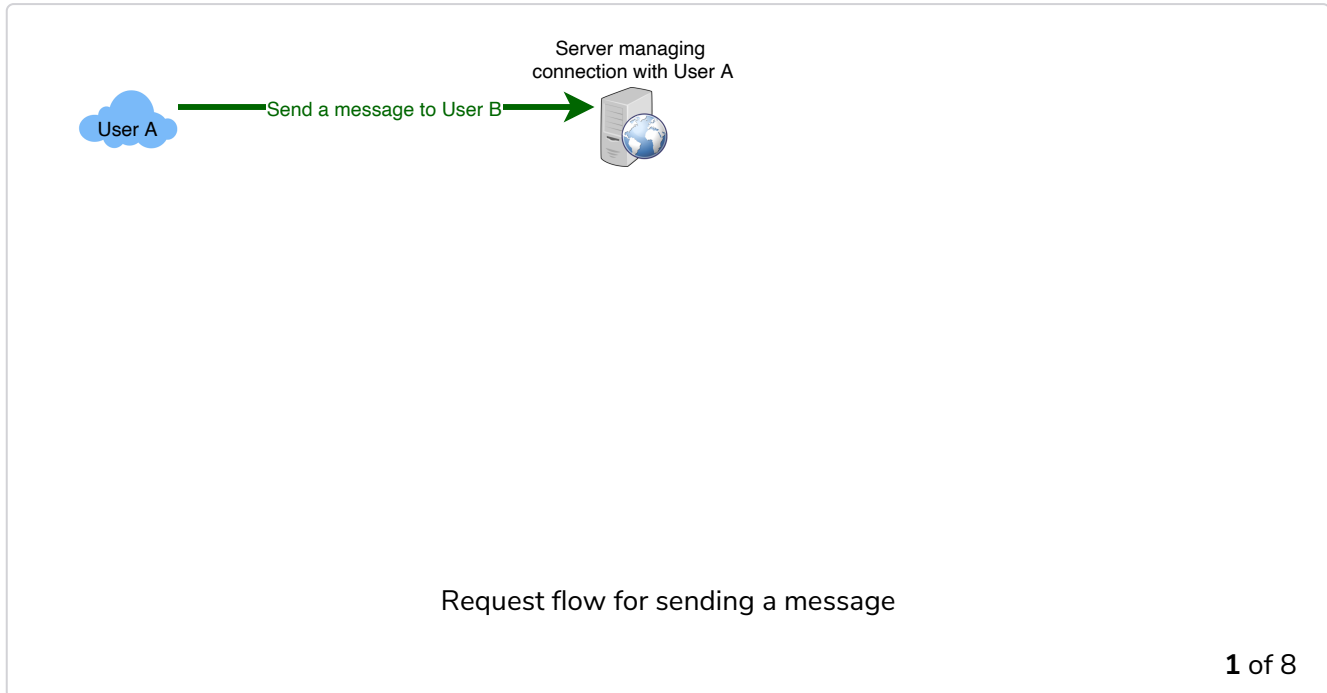 Server managing
connection with User A
User A
Send a message to User B
Request flow for sending a message
1 of 8